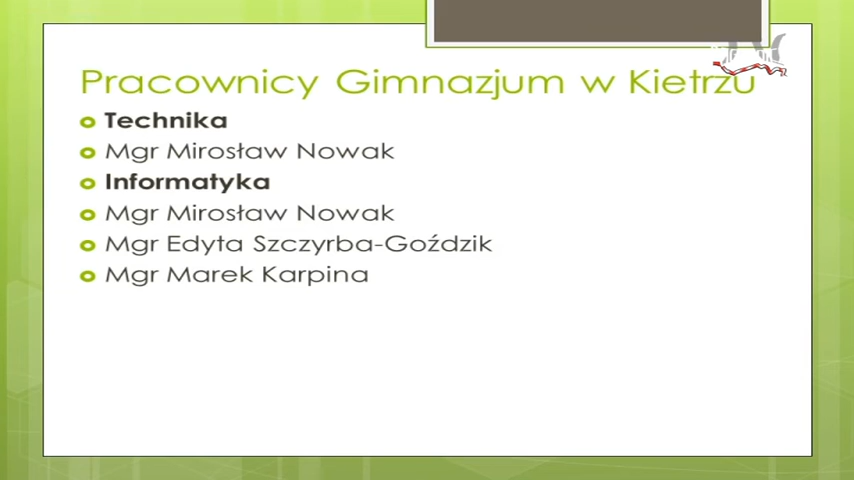 Pracownicy Gimnazjum w Kietrzu
Technika
Mgr Mirosław Nowak
Informatyka
Mgr Mirosław Nowak
Mgr Edyta Szczyrba-Goździk
Mgr Marek Karpina